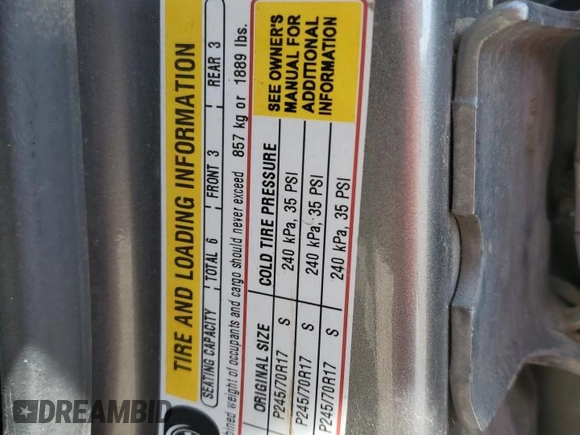 TIRE AND LOADING INFORMATION
SEATING CAPACITY TOTAL 6 FRONT 3 REAR 3
weight of occupants and cargo should never exceed 857 kg or 1889 lbs.
ORIGINAL SIZE COLD TIRE PRESSURE
P245/70R17 S 240 kPa, 35 PSI
P245/70R17 S 240 kPa, 35 PSI
P245/70R17 S 240 kPa, 35 PSI
SEE OWNER'S
MANUAL FOR
ADDITIONAL
INFORMATION
DREAMBID